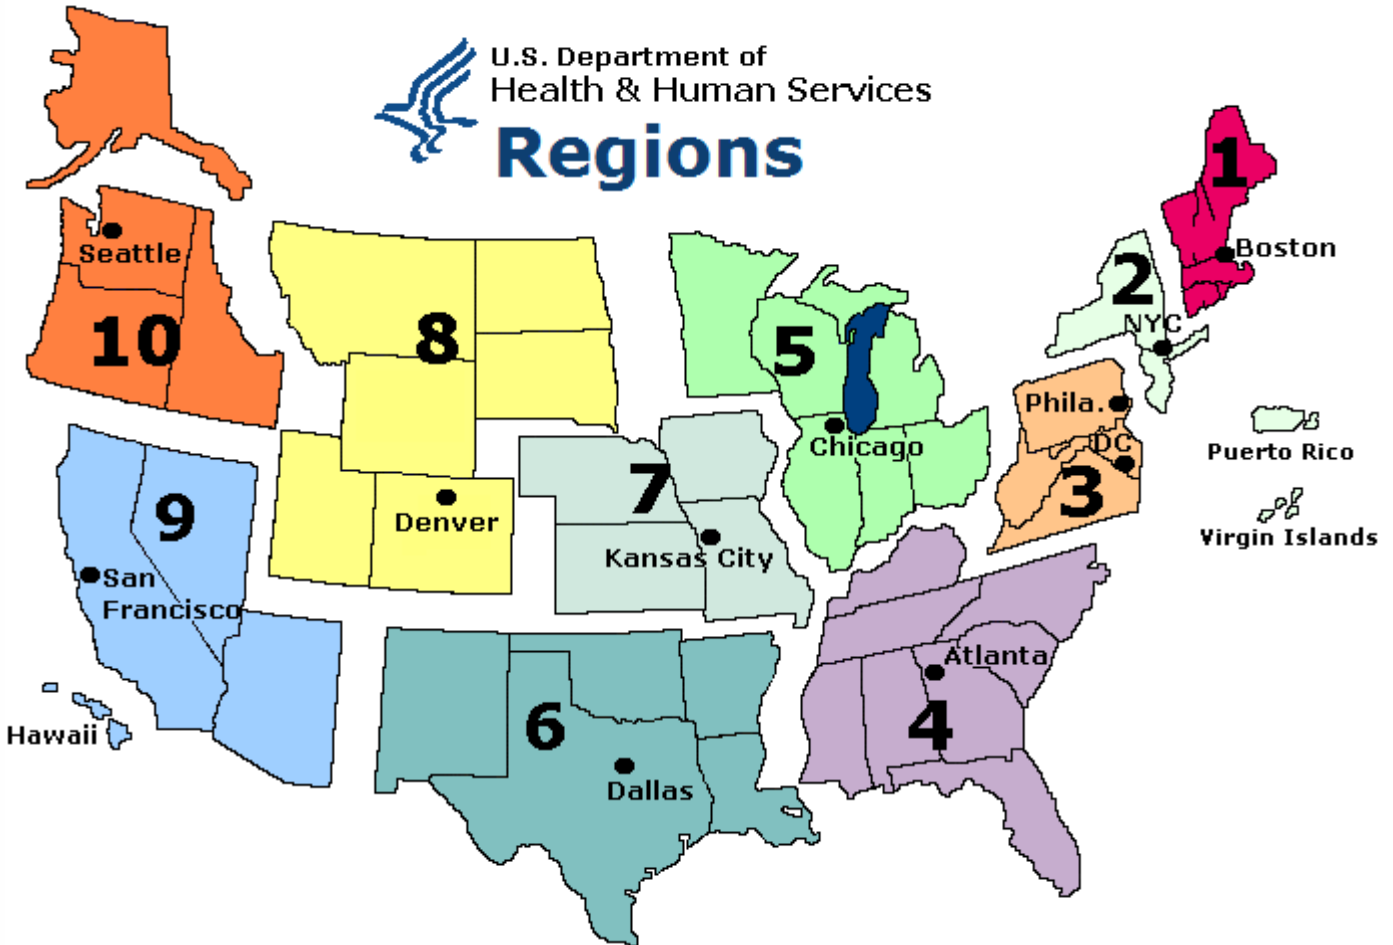 U.S. Department of
Health & Human Services
Regions
1
Boston
2
NYC
Seattle
10
8
5
Chicago
Phila.
DC
3
Puerto Rico
Virgin Islands
9
San
Francisco
Denver
7
Kansas City
Hawaii
6
Dallas
Atlanta
4